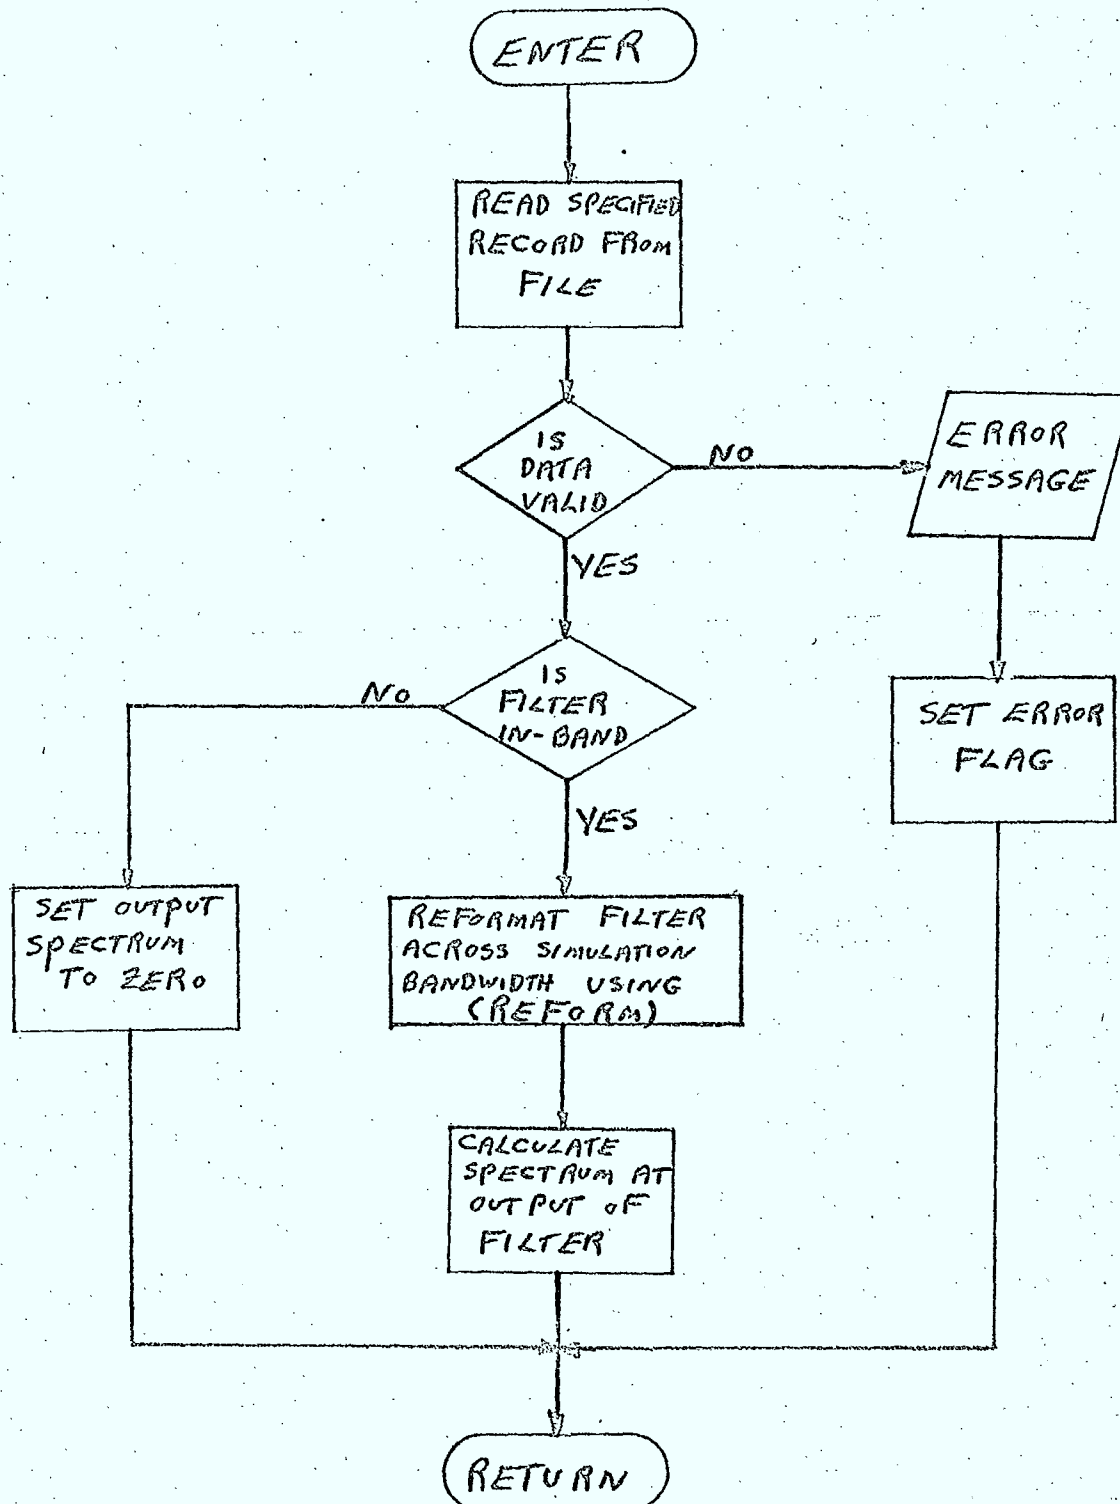 ENTER
READ SPECIFIED
RECORD FROM
FILE
IS
DATA
VALID
NO
ERROR
MESSAGE
YES
IS
FILTER
IN-BAND
NO
SET ERROR
FLAG
YES
SET OUTPUT
SPECTRUM
TO ZERO
REFORMAT FILTER
ACROSS SIMULATION
BANDWIDTH USING
(REFORM)
CALCULATE
SPECTRUM AT
OUTPUT OF
FILTER
RETURN